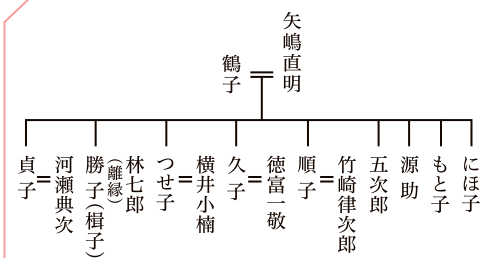 矢嶋直明
鶴子
にほ子
もと子
源助
五次郎
竹崎律次郎
順子
徳富一敬
久子
横井小楠
つせ子
林七郎
(離縁)
勝子(楫子)
河瀬典次
貞子